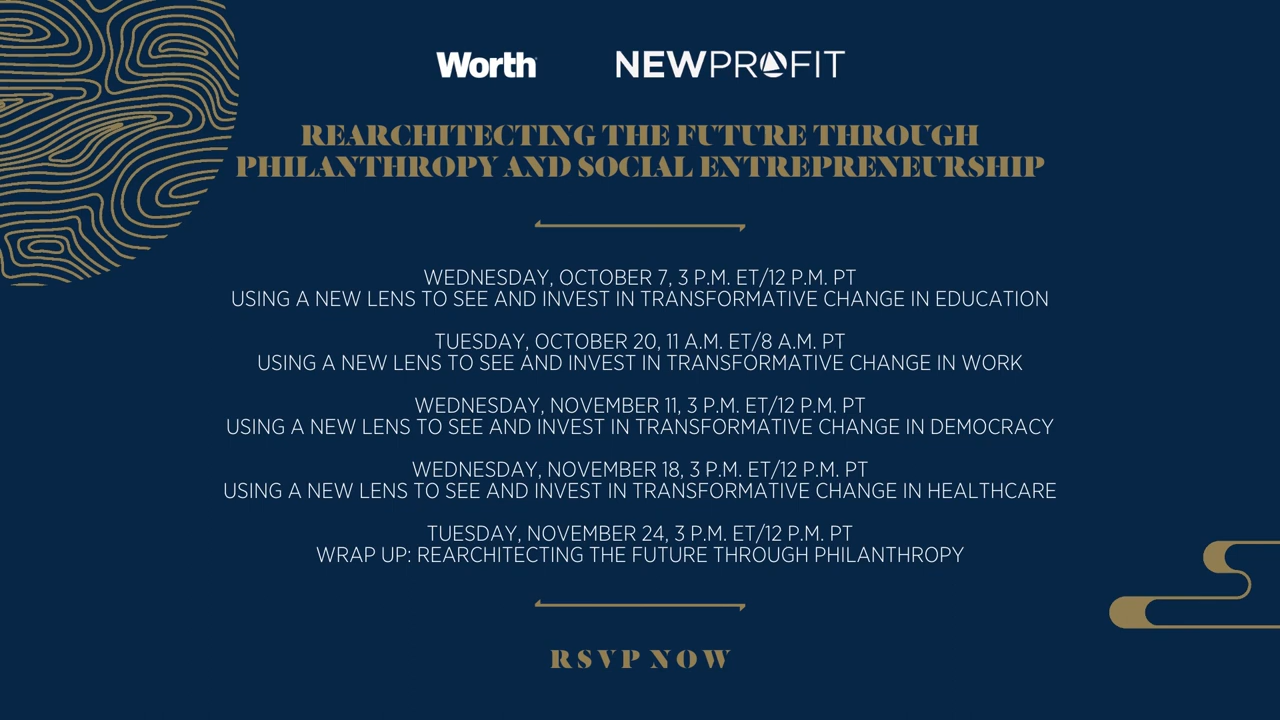 Worth NEWPROFIT
REARCHITECTING THE FUTURE THROUGH
PHILANTHROPY AND SOCIAL ENTREPRENEURSHIP
WEDNESDAY, OCTOBER 7, 3 P.M. ET/12 P.M. PT
USING A NEW LENS TO SEE AND INVEST IN TRANSFORMATIVE CHANGE IN EDUCATION
TUESDAY, OCTOBER 20, 11 A.M. ET/8 A.M. PT
USING A NEW LENS TO SEE AND INVEST IN TRANSFORMATIVE CHANGE IN WORK
WEDNESDAY, NOVEMBER 11, 3 P.M. ET/12 P.M. PT
USING A NEW LENS TO SEE AND INVEST IN TRANSFORMATIVE CHANGE IN DEMOCRACY
WEDNESDAY, NOVEMBER 18, 3 P.M. ET/12 P.M. PT
USING A NEW LENS TO SEE AND INVEST IN TRANSFORMATIVE CHANGE IN HEALTHCARE
TUESDAY, NOVEMBER 24, 3 P.M. ET/12 P.M. PT
WRAP UP: REARCHITECTING THE FUTURE THROUGH PHILANTHROPY
RSVP NOW